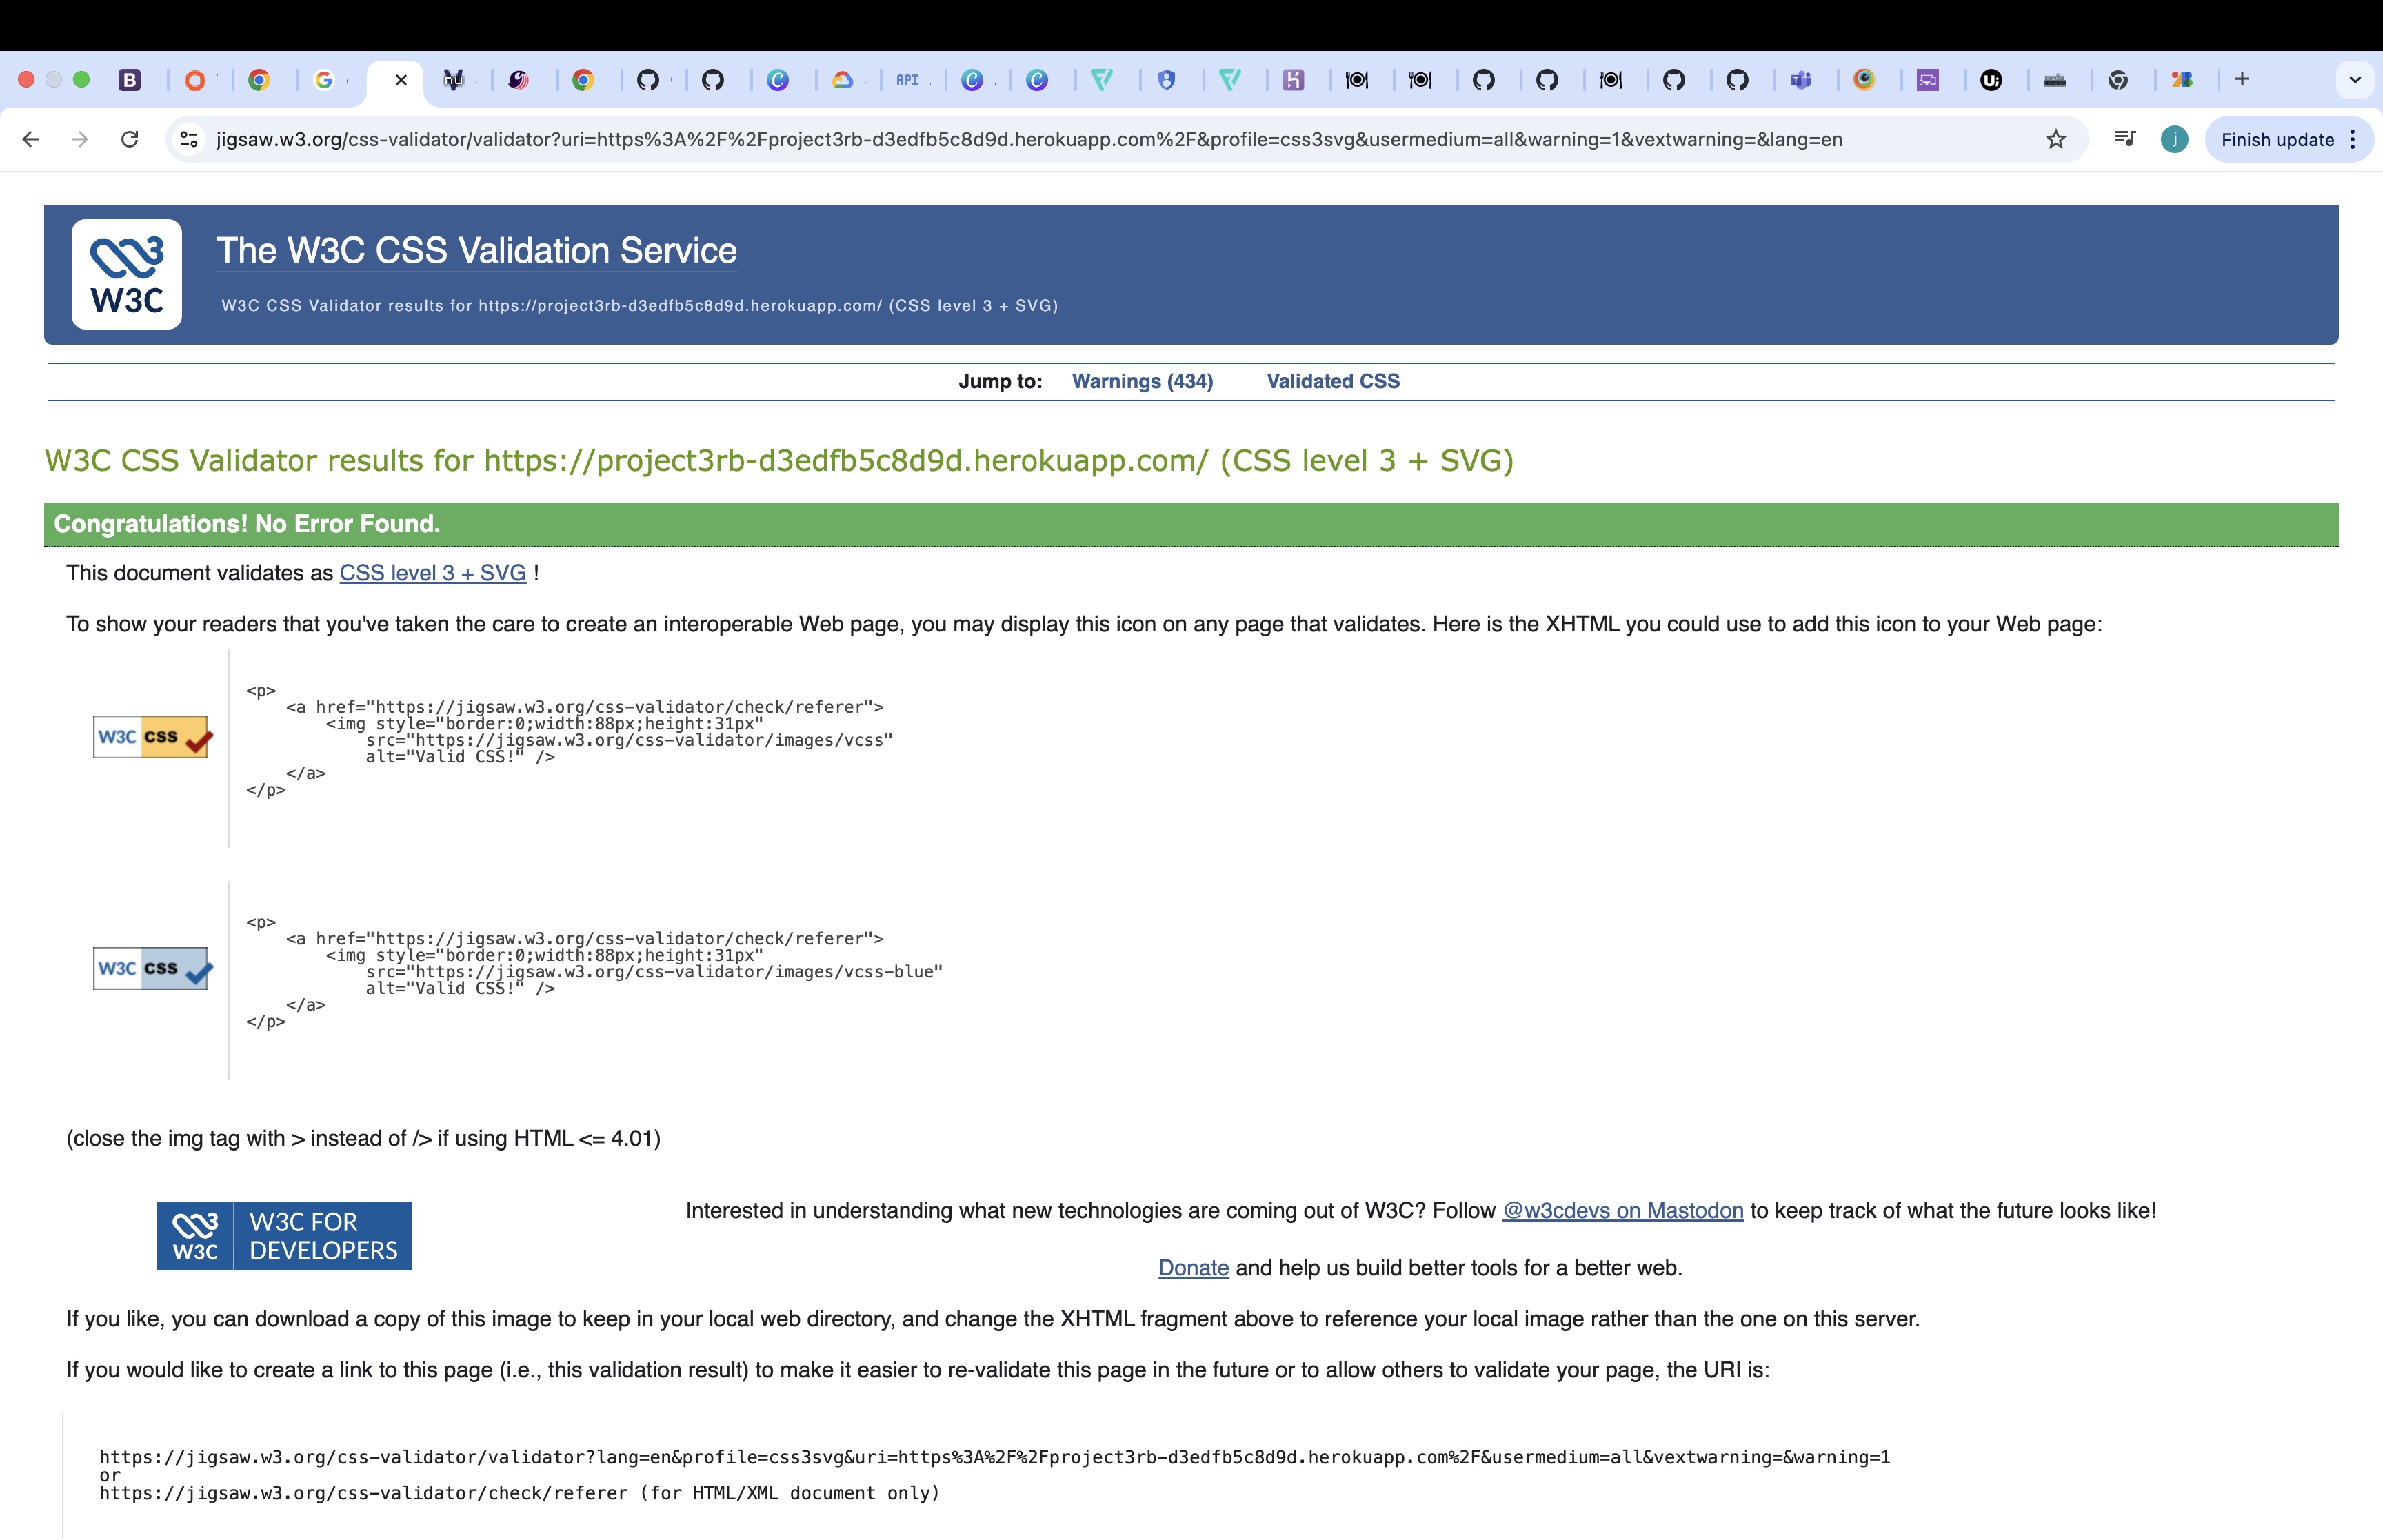 API
jigsaw.w3.org/css-validator/validator?uri=https%3A%2F%2Fproject3rb-d3edfb5c8d9d.herokuapp.com%2F&profile=css3svg&usermedium=all&warning=1&vextwarning=&lang=en
j
Finish update
W3C
The W3C CSS Validation Service
W3C CSS Validator results for https://project3rb-d3edfb5c8d9d.herokuapp.com/ (CSS level 3 + SVG)
Jump to: Warnings (434) Validated CSS
W3C CSS Validator results for https://project3rb-d3edfb5c8d9d.herokuapp.com/ (CSS level 3 + SVG)
Congratulations! No Error Found.
This document validates as CSS level 3 + SVG !
To show your readers that you've taken the care to create an interoperable Web page, you may display this icon on any page that validates. Here is the XHTML you could use to add this icon to your Web page:
W3C css
<p>
<a href="https://jigsaw.w3.org/css-validator/check/referer">
<img style="border:0;width:88px;height:31px"
src="https://jigsaw.w3.org/css-validator/images/vcss"
alt="Valid CSS!" />
</a>
</p>
W3C css
<p>
<a href="https://jigsaw.w3.org/css-validator/check/referer">
<img style="border:0;width:88px;height:31px"
src="https://jigsaw.w3.org/css-validator/images/vcss-blue"
alt="Valid CSS!" />
</a>
</p>
(close the img tag with > instead of /> if using HTML <= 4.01)
W3C
W3C FOR
DEVELOPERS
Interested in understanding what new technologies are coming out of W3C? Follow @w3cdevs on Mastodon to keep track of what the future looks like!
Donate and help us build better tools for a better web.
If you like, you can download a copy of this image to keep in your local web directory, and change the XHTML fragment above to reference your local image rather than the one on this server.
If you would like to create a link to this page (i.e., this validation result) to make it easier to re-validate this page in the future or to allow others to validate your page, the URI is:
https://jigsaw.w3.org/css-validator/validator?lang=en&profile=css3svg&uri=https%3A%2F%2Fproject3rb-d3edfb5c8d9d.herokuapp.com%2F&usermedium=all&vextwarning=&warning=1
or
https://jigsaw.w3.org/css-validator/check/referer (for HTML/XML document only)